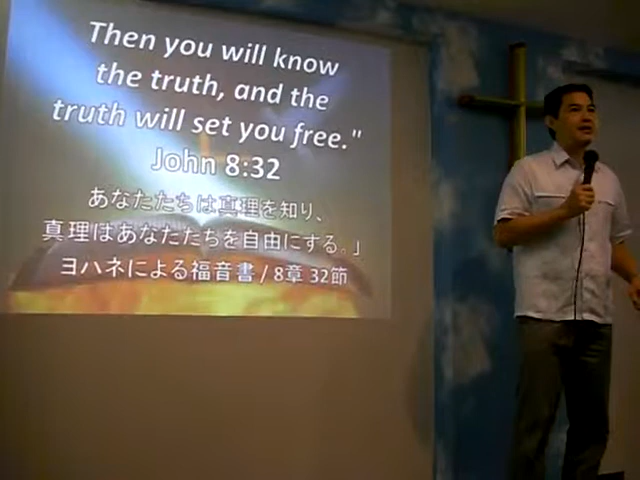 Then you will know
the truth, and the
truth will set you free."
John 8:32
あなたたちは真理を知り、
真理はあなたたちを自由にする。」
ヨハネによる福音書 / 8章 32節